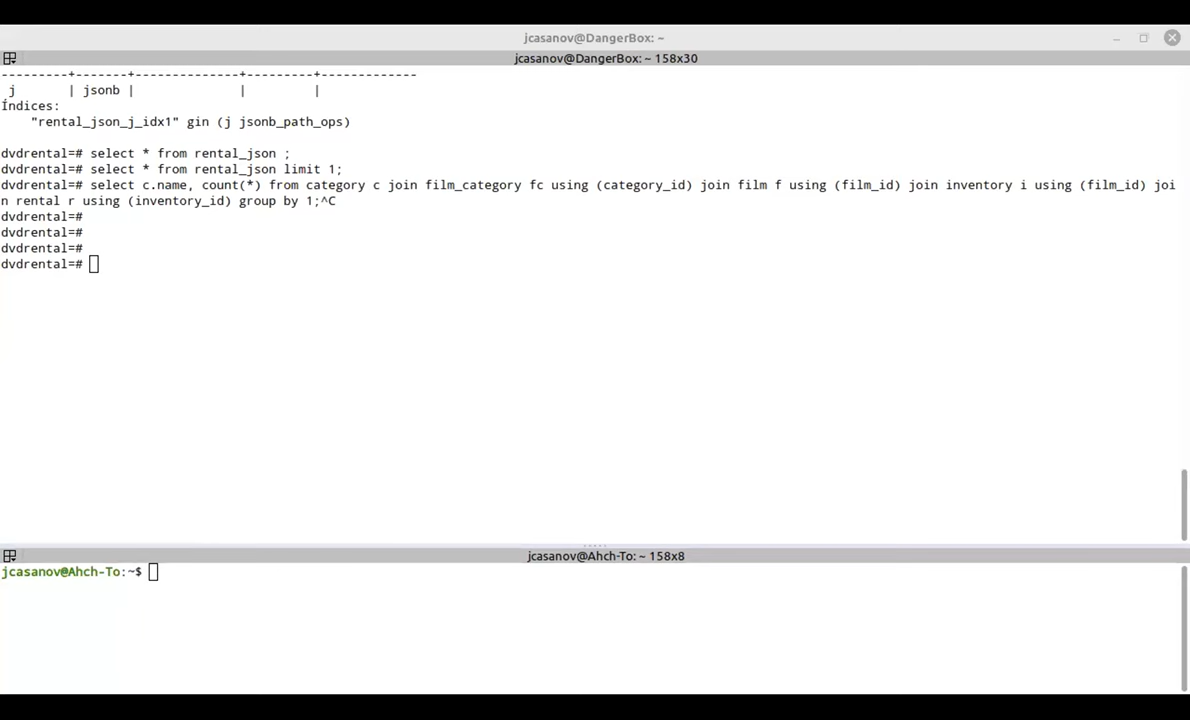 jcasanov@DangerBox: ~
jcasanov@DangerBox: ~ 158x30
---------+-------+--------------+---------+-------------
 j       | jsonb |              |         |
Índices:
    "rental_json_j_idx1" gin (j jsonb_path_ops)
dvdrental=# select * from rental_json ;
dvdrental=# select * from rental_json limit 1;
dvdrental=# select c.name, count(*) from category c join film_category fc using (category_id) join film f using (film_id) join inventory i using (film_id) joi
n rental r using (inventory_id) group by 1;^C
dvdrental=#
dvdrental=#
dvdrental=#
dvdrental=#
jcasanov@Ahch-To: ~ 158x8
jcasanov@Ahch-To:~$